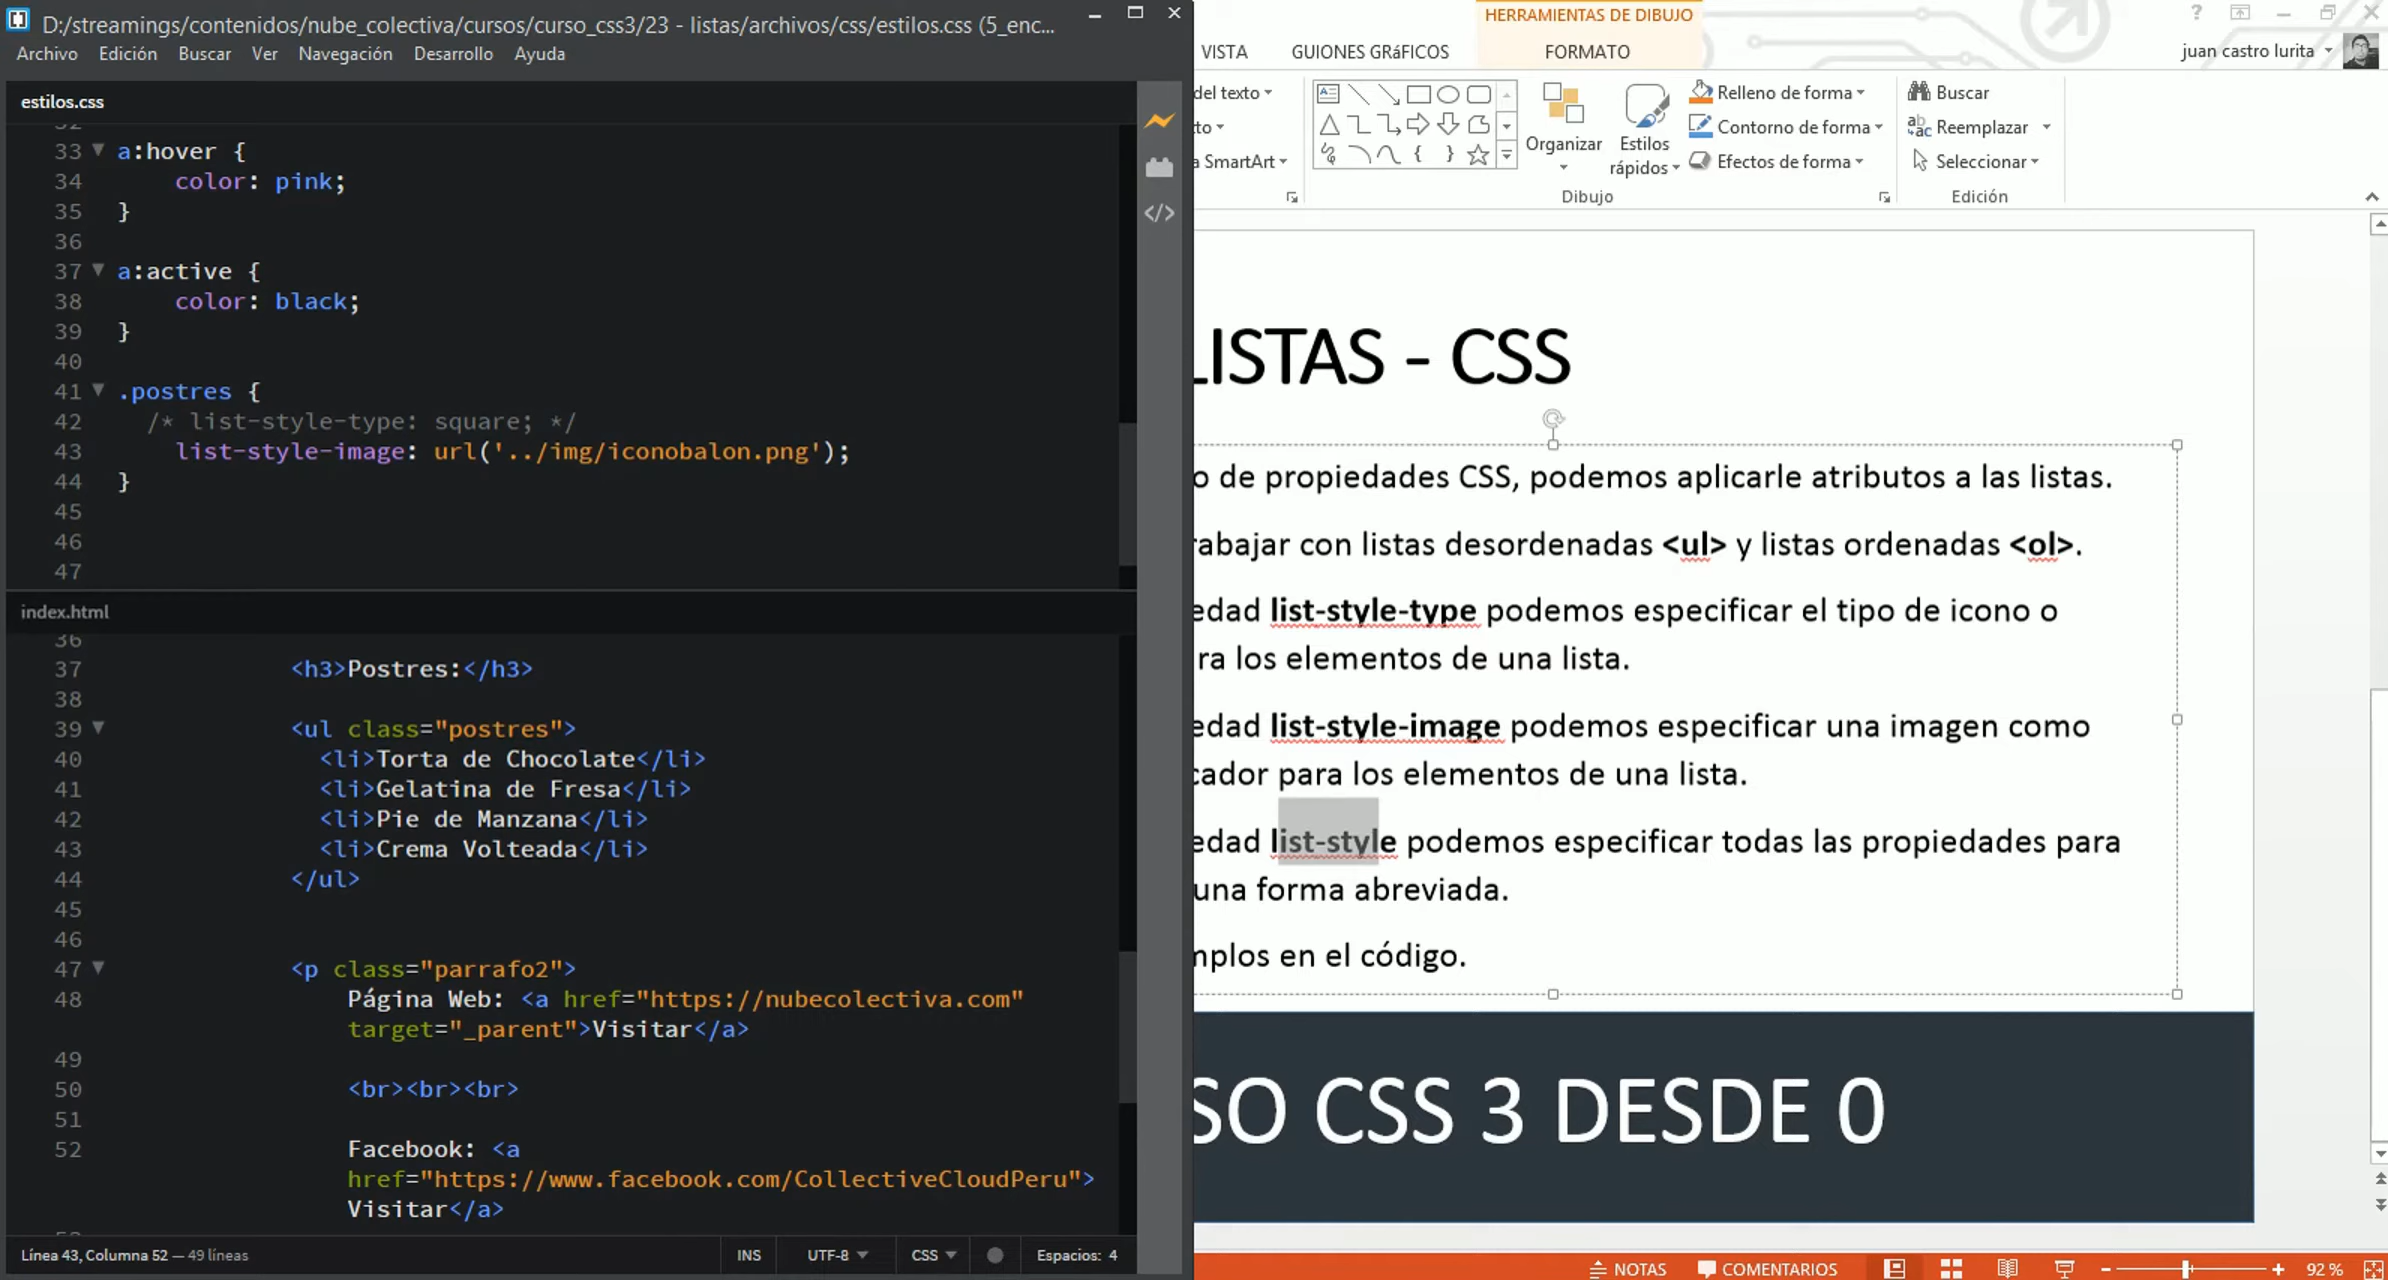 D:/streamings/contenidos/nube_colectiva/cursos/curso_css3/23 - listas/archivos/css/estilos.css (5_enc...
Archivo Edición Buscar Ver Navegación Desarrollo Ayuda
estilos.css
32
33 a:hover {
34 color: pink;
35 }
36
37 a:active {
38 color: black;
39 }
40
41 .postres {
42 /* list-style-type: square; */
43 list-style-image: url('../img/iconobalon.png');
44 }
45
46
47
index.html
36
37 <h3>Postres:</h3>
38
39 <ul class="postres">
40 <li>Torta de Chocolate</li>
41 <li>Gelatina de Fresa</li>
42 <li>Pie de Manzana</li>
43 <li>Crema Volteada</li>
44 </ul>
45
46
47 <p class="parrafo2">
48 Página Web: <a href="https://nubecolectiva.com"
target="_parent">Visitar</a>
49
50 <br><br><br>
51
52 Facebook: <a
href="https://www.facebook.com/CollectiveCloudPeru">
Visitar</a>
Línea 43, Columna 52 — 49 líneas INS UTF-8 CSS Espacios: 4
HERRAMIENTAS DE DIBUJO
VISTA GUIONES GRáFICOS FORMATO juan castro lurita
del texto
to
a SmartArt
Organizar
Estilos
rápidos
Relleno de forma
Contorno de forma
Efectos de forma
Dibujo
Buscar
Reemplazar
Seleccionar
Edición
LISTAS - CSS
o de propiedades CSS, podemos aplicarle atributos a las listas.
rabajar con listas desordenadas <ul> y listas ordenadas <ol>.
edad list-style-type podemos especificar el tipo de icono o
ra los elementos de una lista.
edad list-style-image podemos especificar una imagen como
cador para los elementos de una lista.
edad list-style podemos especificar todas las propiedades para
una forma abreviada.
mplos en el código.
SO CSS 3 DESDE 0
NOTAS COMENTARIOS 92 %